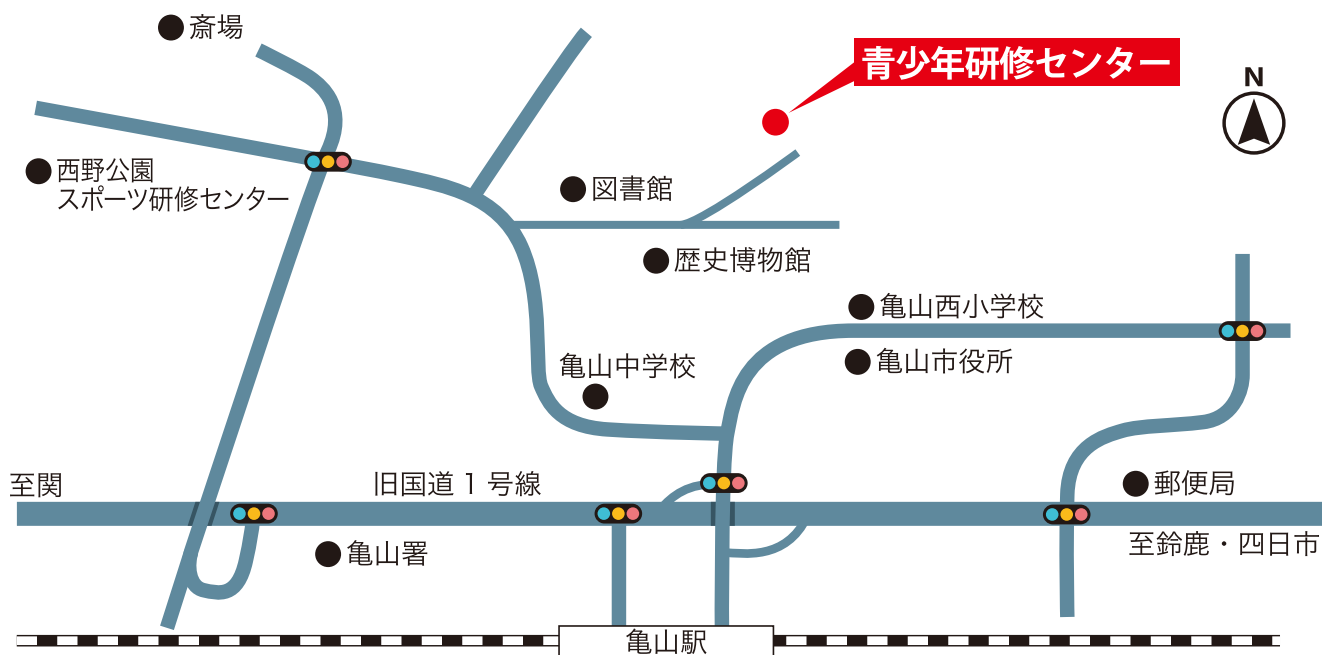 斎場
青少年研修センター
N
西野公園
スポーツ研修センター
図書館
歴史博物館
亀山西小学校
亀山市役所
亀山中学校
至関
旧国道1号線
郵便局
亀山署
至鈴鹿・四日市
亀山駅